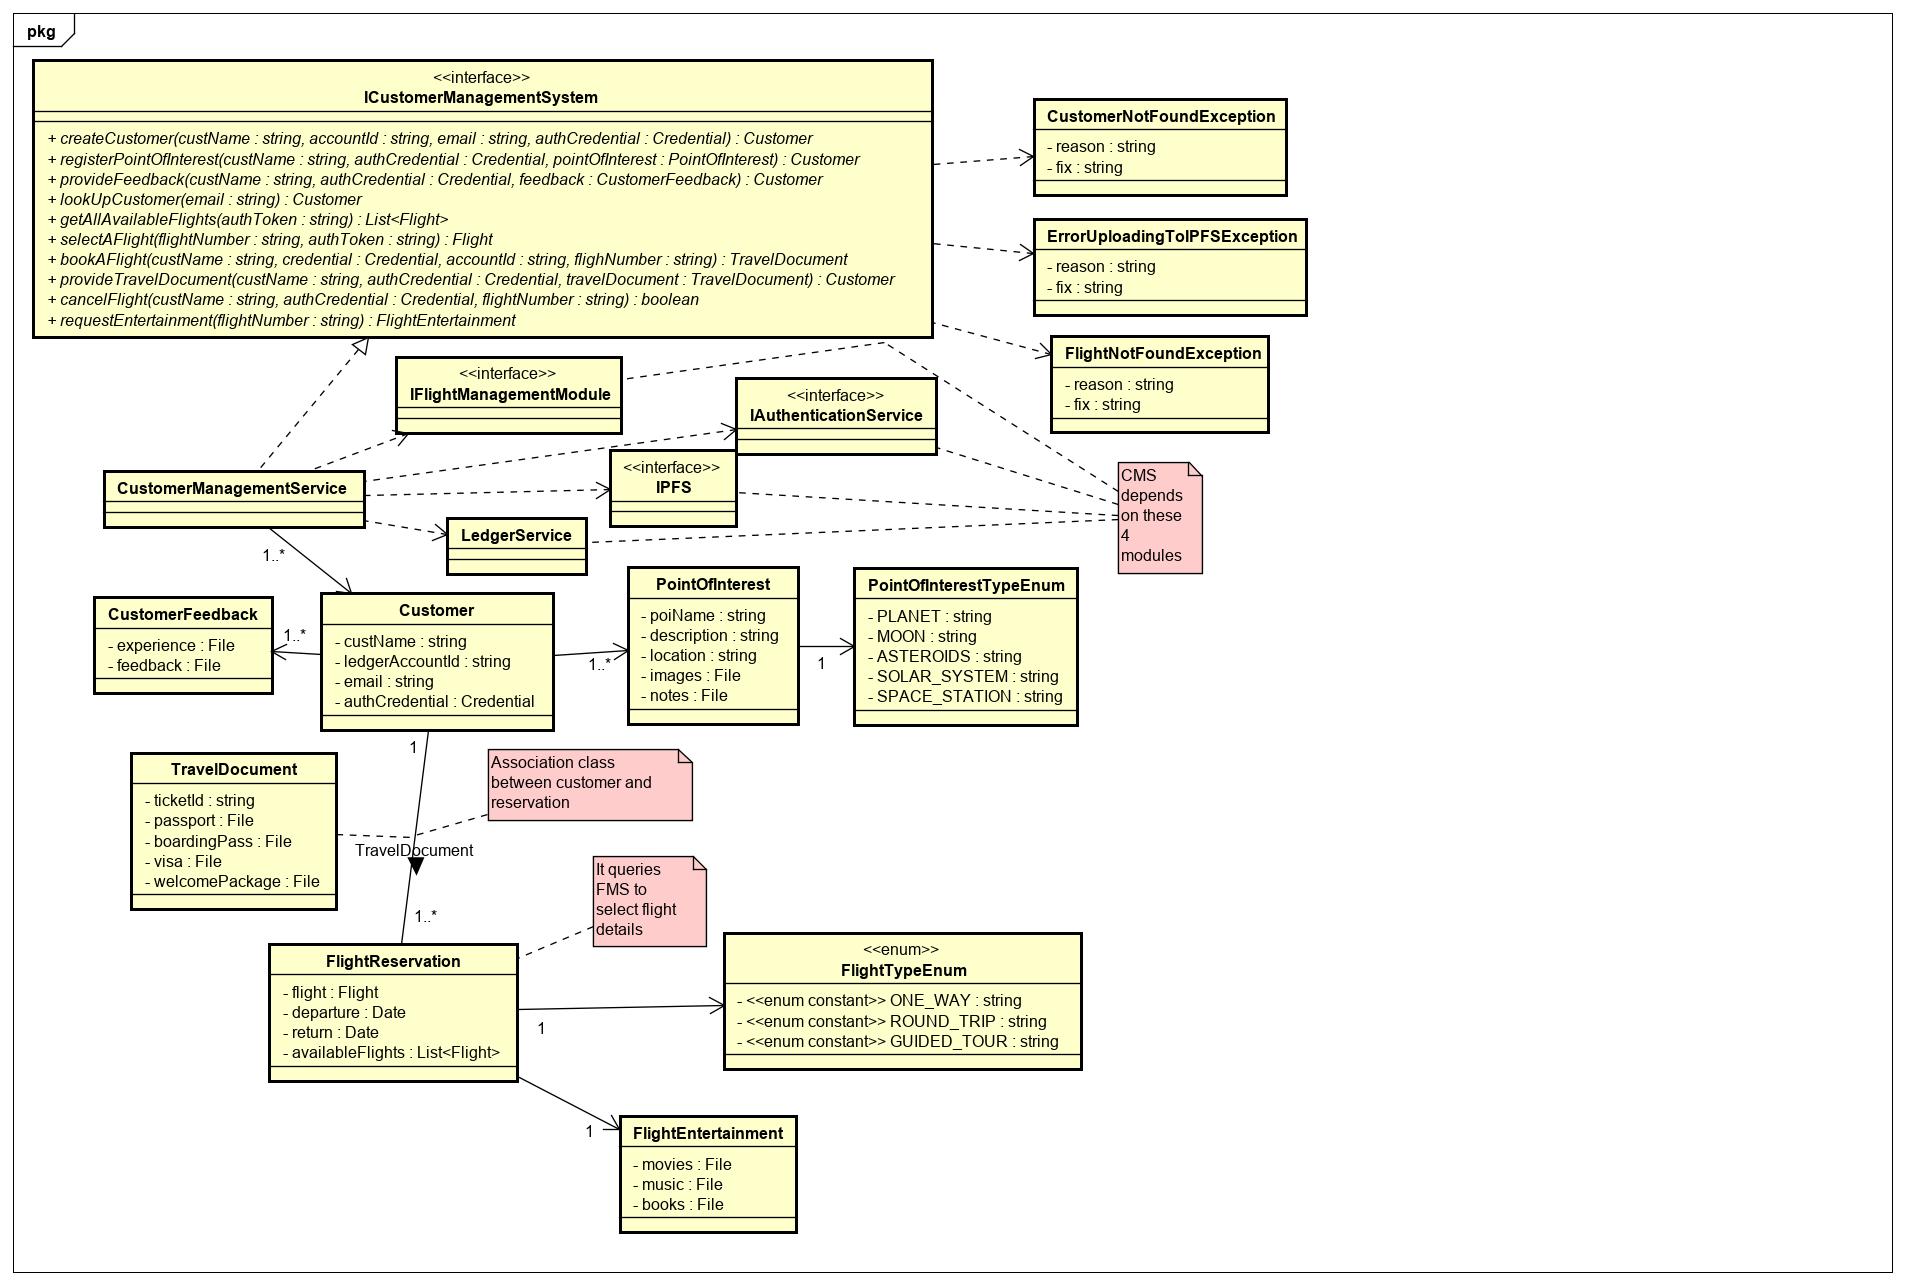 pkg
<<interface>>
ICustomerManagementSystem
+ createCustomer(custName : string, accountId : string, email : string, authCredential : Credential) : Customer
+ registerPointOfInterest(custName : string, authCredential : Credential, pointOfInterest : PointOfInterest) : Customer
+ provideFeedback(custName : string, authCredential : Credential, feedback : CustomerFeedback) : Customer
+ lookUpCustomer(email : string) : Customer
+ getAllAvailableFlights(authToken : string) : List<Flight>
+ selectAFlight(flightNumber : string, authToken : string) : Flight
+ bookAFlight(custName : string, credential : Credential, accountId : string, flighNumber : string) : TravelDocument
+ provideTravelDocument(custName : string, authCredential : Credential, travelDocument : TravelDocument) : Customer
+ cancelFlight(custName : string, authCredential : Credential, flightNumber : string) : boolean
+ requestEntertainment(flightNumber : string) : FlightEntertainment
CustomerNotFoundException
- reason : string
- fix : string
ErrorUploadingToIPFSException
- reason : string
- fix : string
FlightNotFoundException
- reason : string
- fix : string
<<interface>>
IFlightManagementModule
<<interface>>
IAuthenticationService
<<interface>>
IPFS
CustomerManagementService
LedgerService
CMS
depends
on these
4
modules
1..*
CustomerFeedback
- experience : File
- feedback : File
1..*
Customer
- custName : string
- ledgerAccountId : string
- email : string
- authCredential : Credential
1..*
PointOfInterest
- poiName : string
- description : string
- location : string
- images : File
- notes : File
1
PointOfInterestTypeEnum
- PLANET : string
- MOON : string
- ASTEROIDS : string
- SOLAR_SYSTEM : string
- SPACE_STATION : string
1
TravelDocument
- ticketId : string
- passport : File
- boardingPass : File
- visa : File
- welcomePackage : File
Association class
between customer and
reservation
TravelDocument
It queries
FMS to
select flight
details
1..*
FlightReservation
- flight : Flight
- departure : Date
- return : Date
- availableFlights : List<Flight>
1
<<enum>>
FlightTypeEnum
- <<enum constant>> ONE_WAY : string
- <<enum constant>> ROUND_TRIP : string
- <<enum constant>> GUIDED_TOUR : string
1
FlightEntertainment
- movies : File
- music : File
- books : File